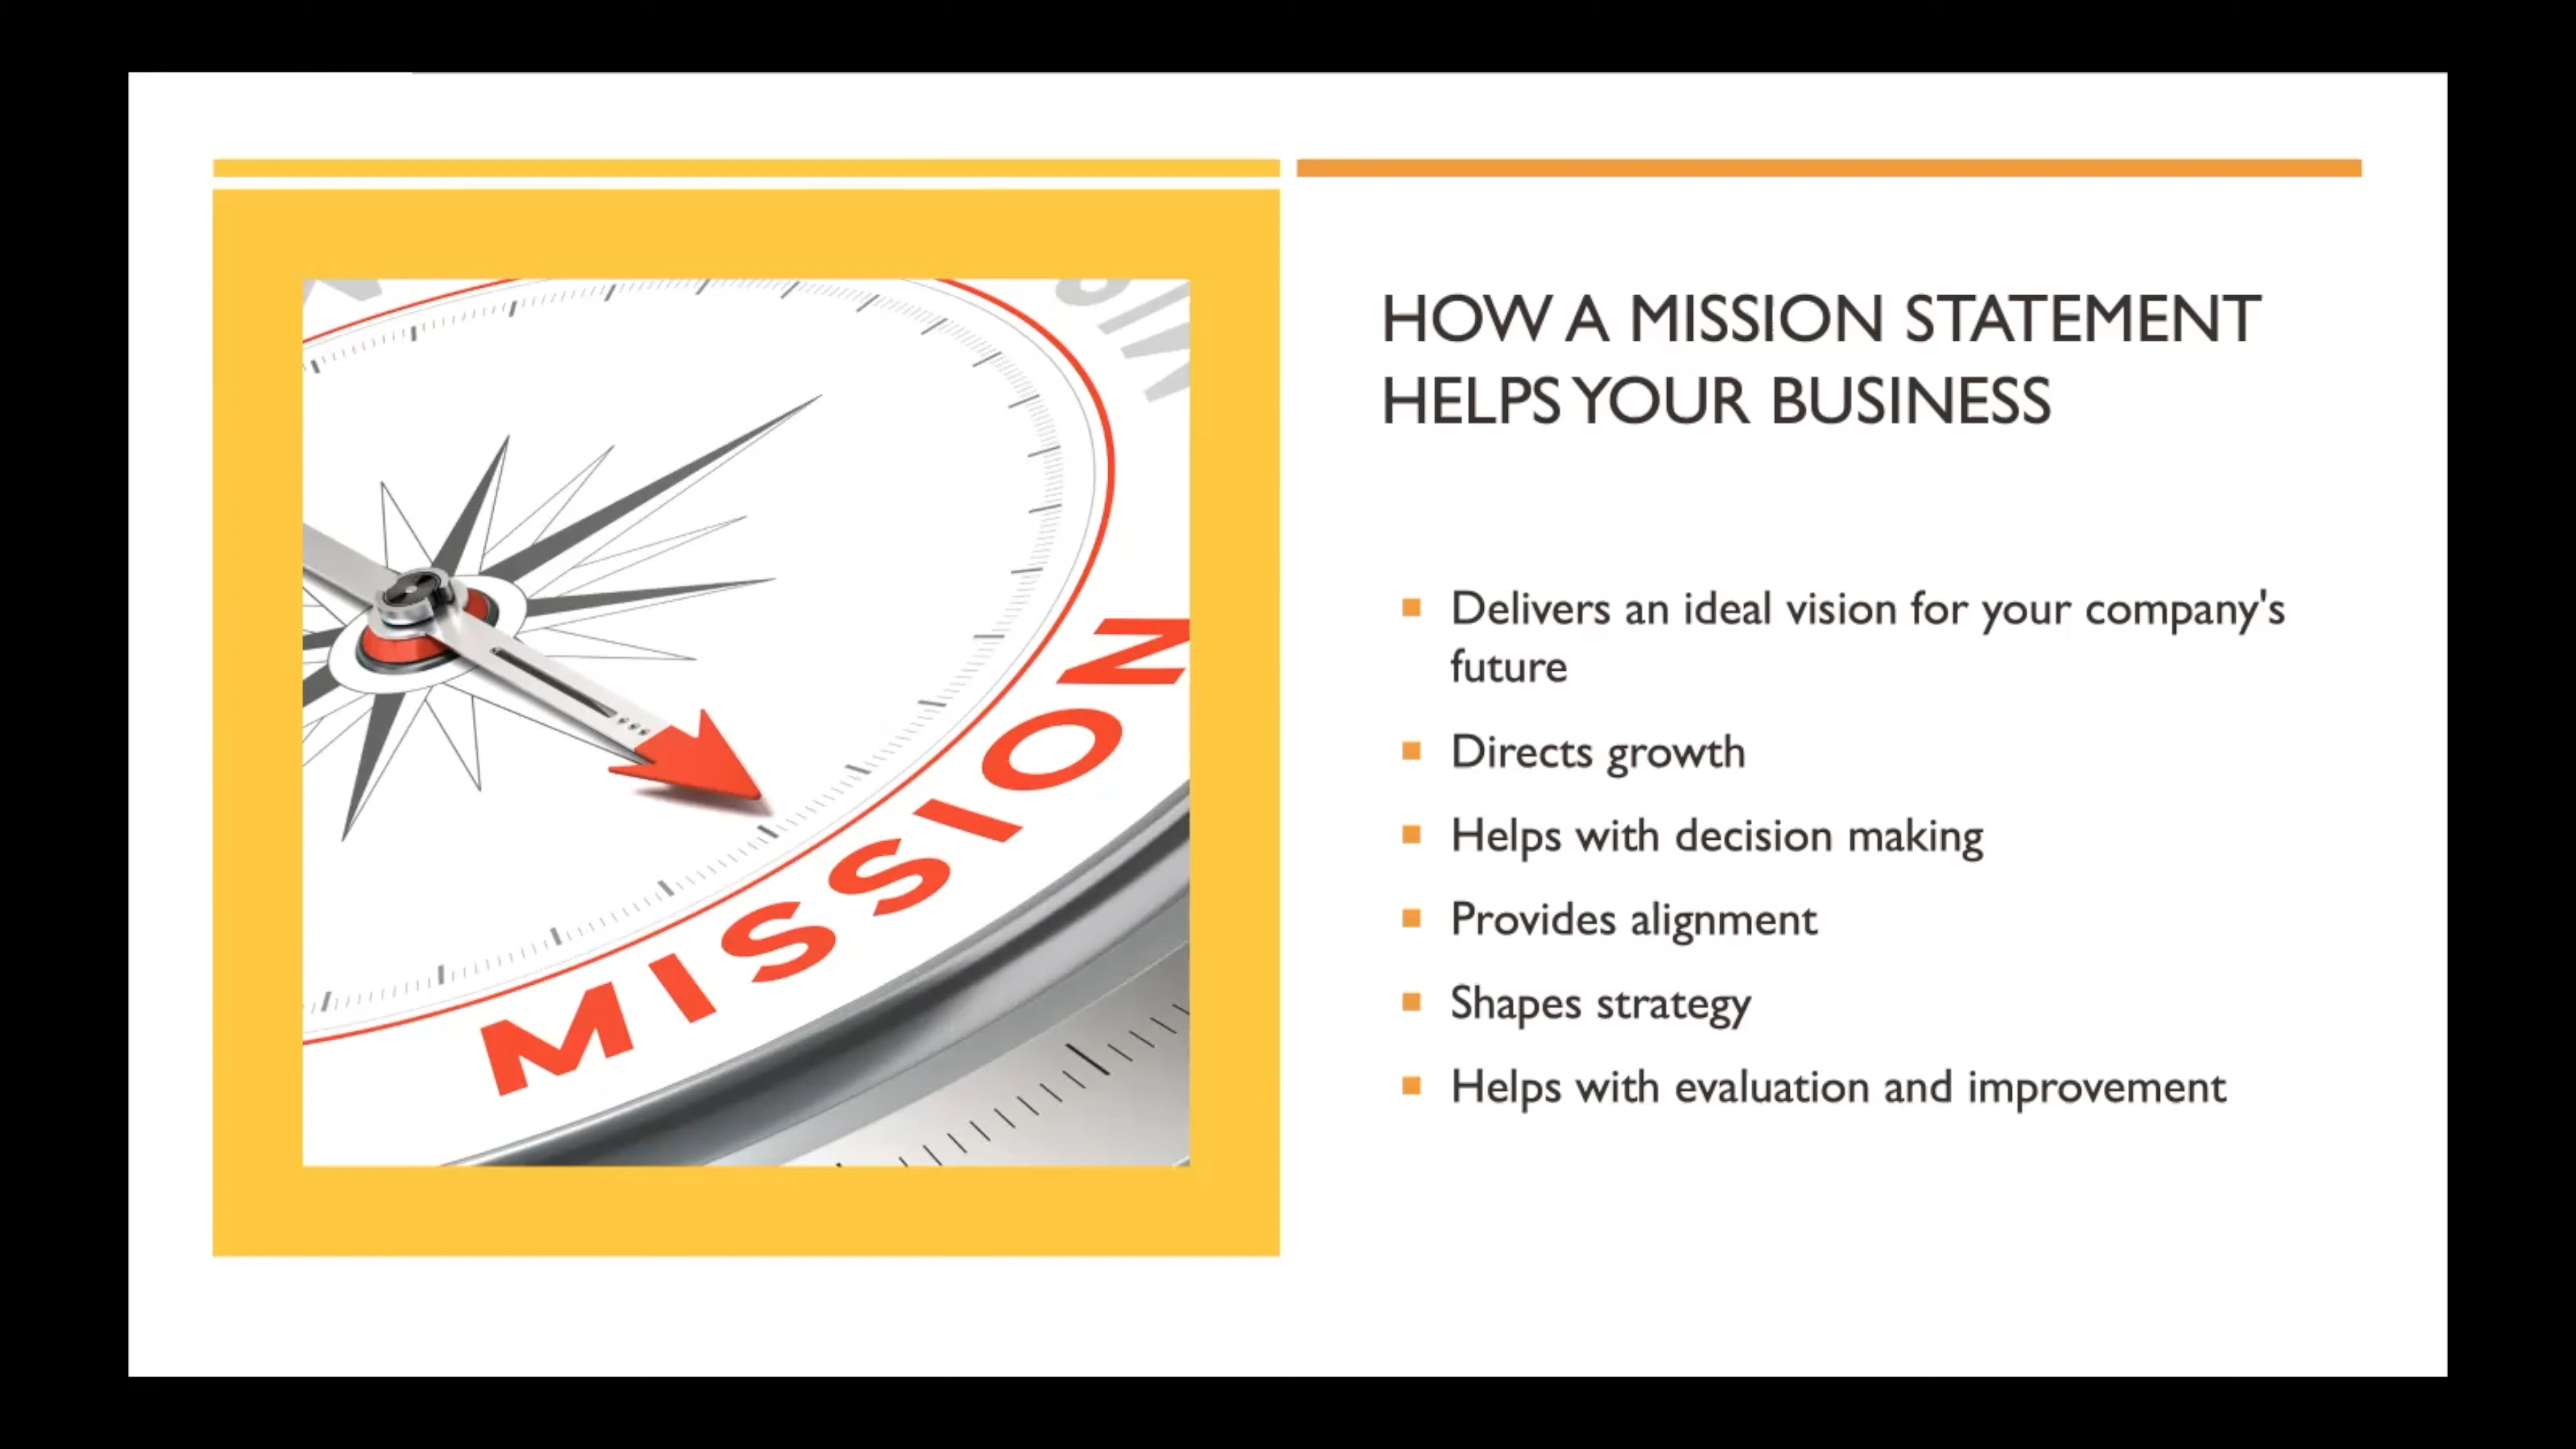 MISSION
HOW A MISSION STATEMENT
HELPS YOUR BUSINESS
Delivers an ideal vision for your company's
future
Directs growth
Helps with decision making
Provides alignment
Shapes strategy
Helps with evaluation and improvement